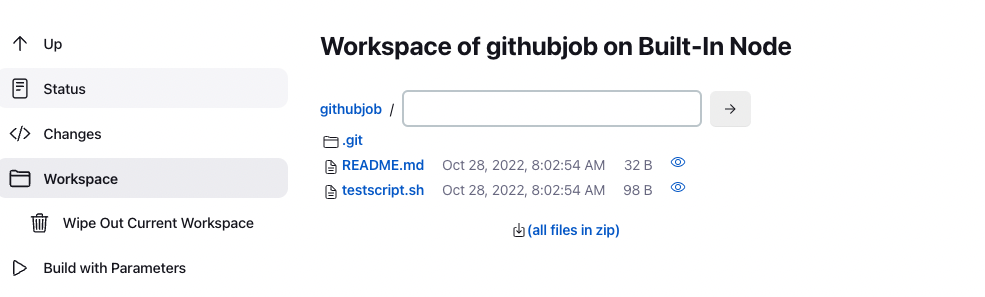 Up
Status
Changes
Workspace
Wipe Out Current Workspace
Build with Parameters
Workspace of githubjob on Built-In Node
githubjob /
.git
README.md Oct 28, 2022, 8:02:54 AM 32 B
testscript.sh Oct 28, 2022, 8:02:54 AM 98 B
(all files in zip)